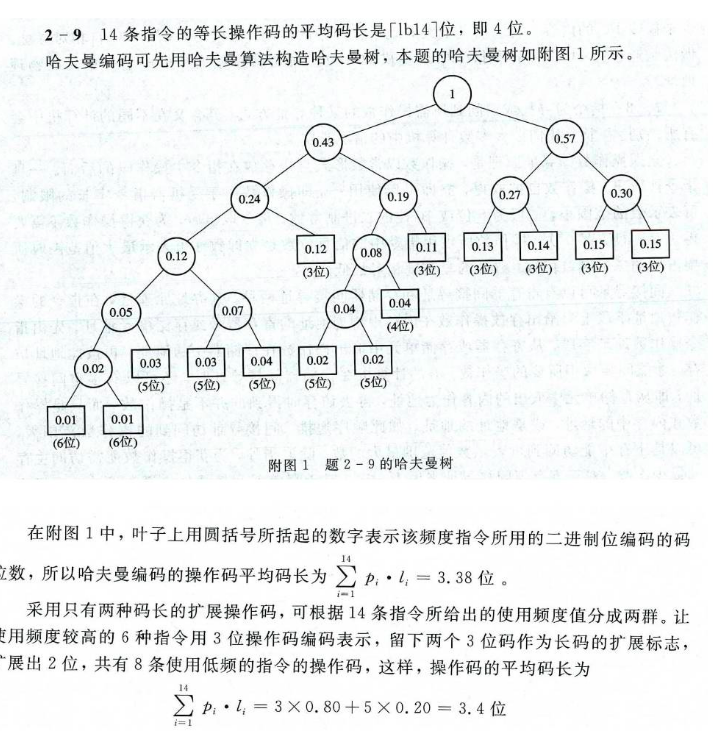 2-9 14 条指令的等长操作码的平均码长是⌈lb14⌉位，即 4 位。
哈夫曼编码可先用哈夫曼算法构造哈夫曼树，本题的哈夫曼树如附图 1 所示。
1
0.43
0.57
0.24
0.19
0.27
0.30
0.12
0.12
(3位)
0.08
0.11
(3位)
0.13
(3位)
0.14
(3位)
0.15
(3位)
0.15
(3位)
0.05
0.07
0.04
0.04
(4位)
0.02
0.03
(5位)
0.03
(5位)
0.04
(5位)
0.02
(5位)
0.02
(5位)
0.01
(6位)
0.01
(6位)
附图 1 题 2-9 的哈夫曼树
在附图 1 中，叶子上用圆括号所括起的数字表示该频度指令所用的二进制位编码的码
位数，所以哈夫曼编码的操作码平均码长为 ∑_{i=1}^{14} p_i · l_i = 3.38 位 。
采用只有两种码长的扩展操作码，可根据 14 条指令所给出的使用频度值分成两群。让
使用频度较高的 6 种指令用 3 位操作码编码表示，留下两个 3 位码作为长码的扩展标志，
扩展出 2 位，共有 8 条使用低频的指令的操作码，这样，操作码的平均码长为
∑_{i=1}^{14} p_i · l_i = 3×0.80+5×0.20 = 3.4 位